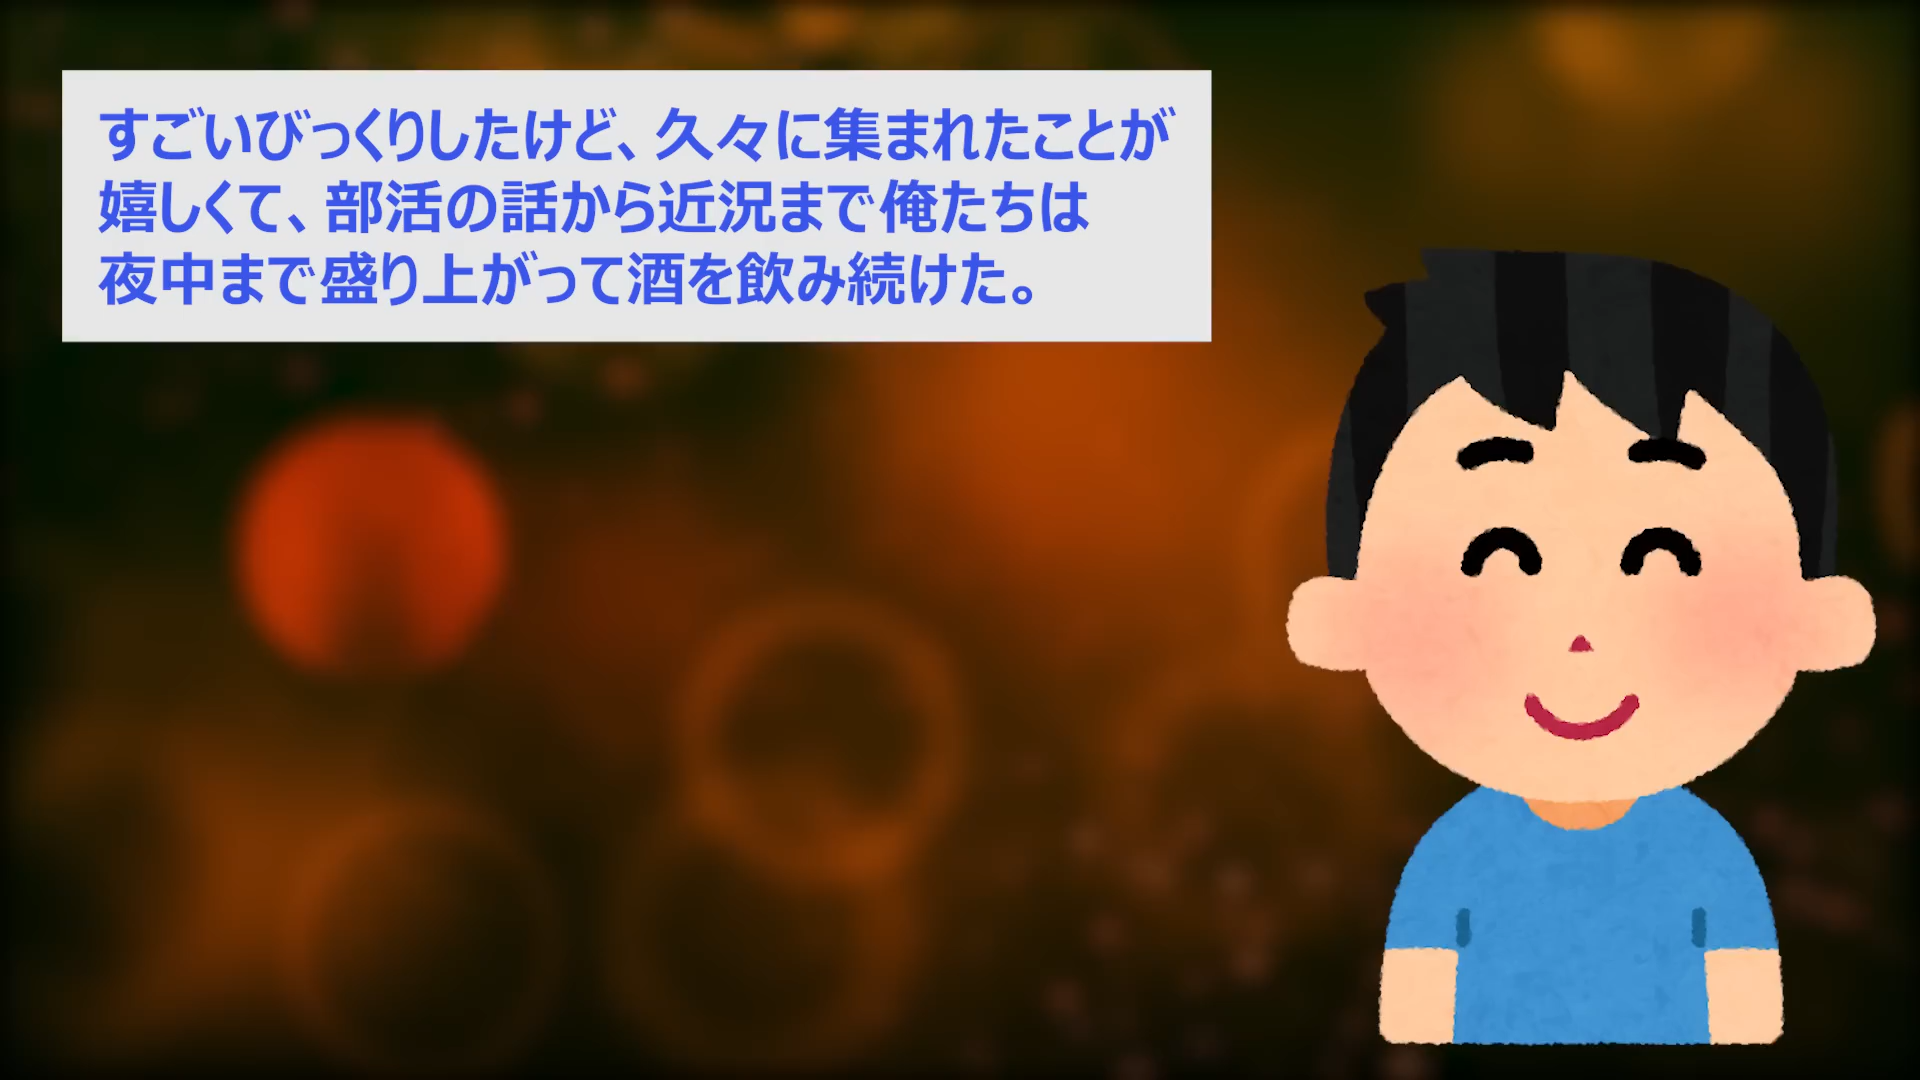 すごいびっくりしたけど、久々に集まれたことが
嬉しくて、部活の話から近況まで俺たちは
夜中まで盛り上がって酒を飲み続けた。